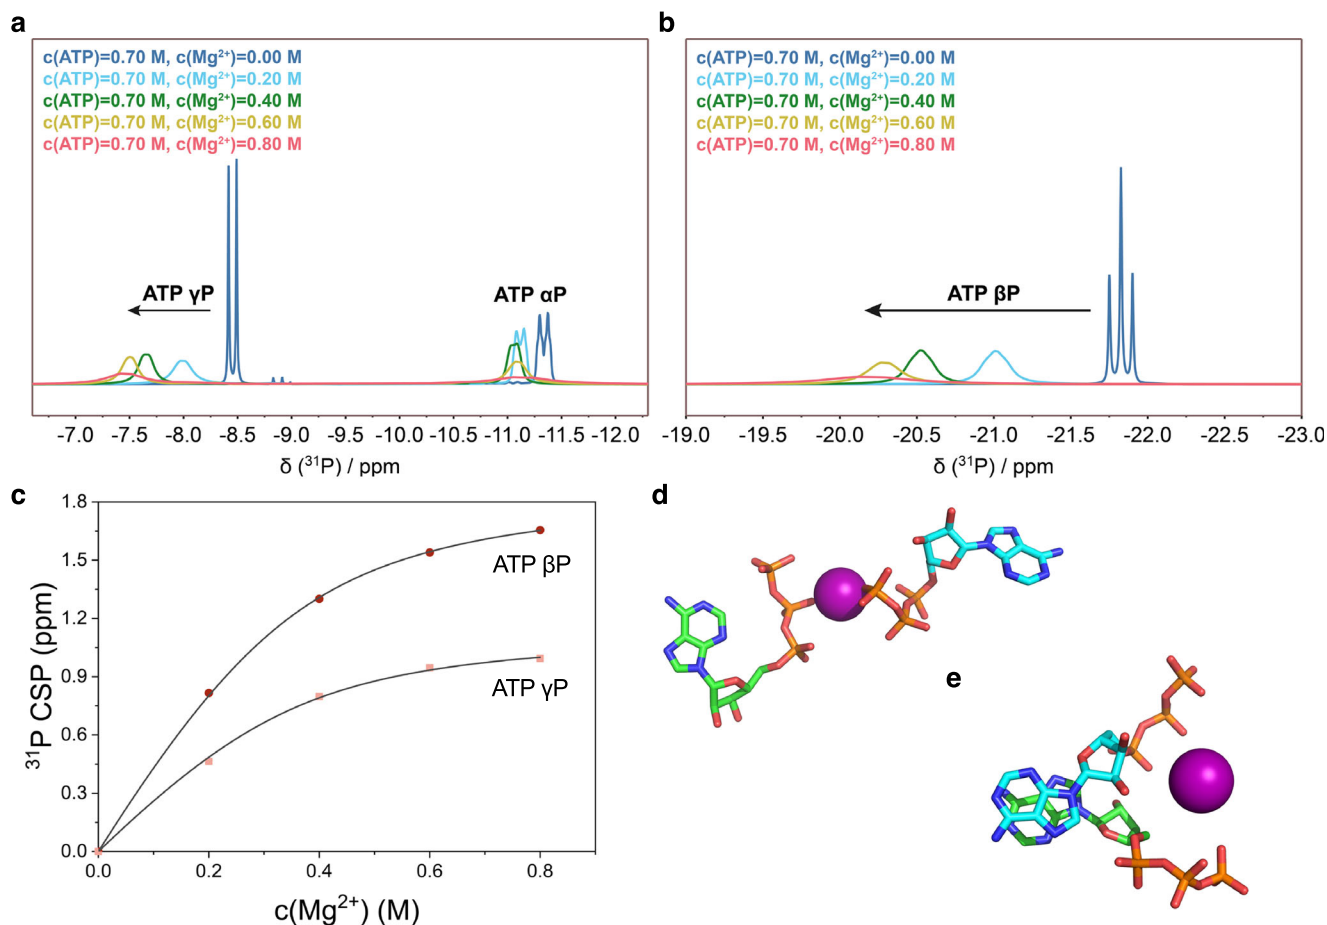 a
c(ATP)=0.70 M, c(Mg²⁺)=0.00 M
c(ATP)=0.70 M, c(Mg²⁺)=0.20 M
c(ATP)=0.70 M, c(Mg²⁺)=0.40 M
c(ATP)=0.70 M, c(Mg²⁺)=0.60 M
c(ATP)=0.70 M, c(Mg²⁺)=0.80 M
ATP γP
ATP αP
-7.0 -7.5 -8.0 -8.5 -9.0 -9.5 -10.0 -10.5 -11.0 -11.5 -12.0
δ (³¹P) / ppm
b
c(ATP)=0.70 M, c(Mg²⁺)=0.00 M
c(ATP)=0.70 M, c(Mg²⁺)=0.20 M
c(ATP)=0.70 M, c(Mg²⁺)=0.40 M
c(ATP)=0.70 M, c(Mg²⁺)=0.60 M
c(ATP)=0.70 M, c(Mg²⁺)=0.80 M
ATP βP
-19.0 -19.5 -20.0 -20.5 -21.0 -21.5 -22.0 -22.5 -23.0
δ (³¹P) / ppm
c
³¹P CSP (ppm)
1.8
1.5
1.2
0.9
0.6
0.3
0.0
ATP βP
ATP γP
0.0 0.2 0.4 0.6 0.8
c(Mg²⁺) (M)
d
e